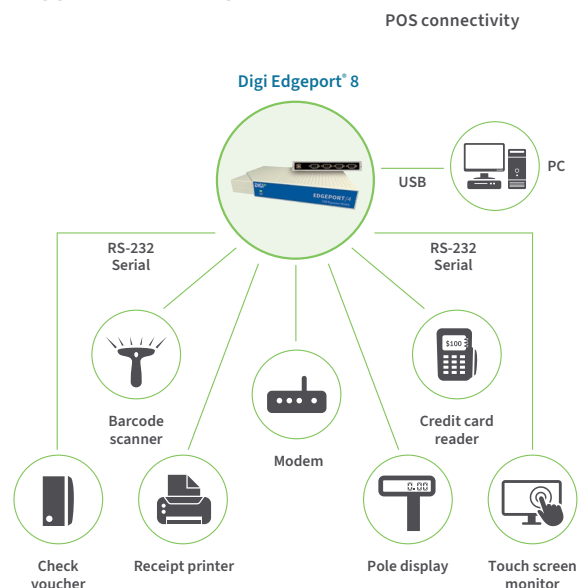 POS connectivity
Digi Edgeport® 8
DIGI
EDGEPORT/4
USB
PC
RS-232
Serial
RS-232
Serial
$100
Barcode
scanner
Credit card
reader
Modem
0.00
Check
voucher
Receipt printer
Pole display
Touch screen
monitor